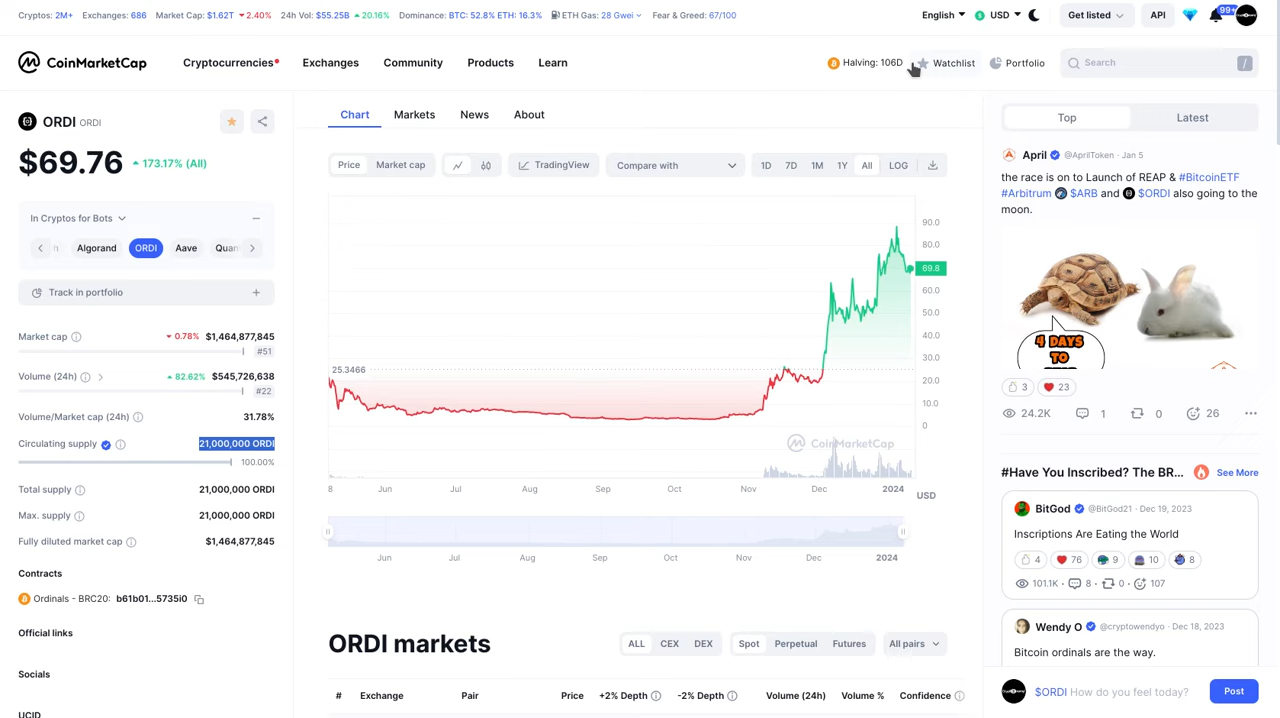 Cryptos: 2M+ Exchanges: 686 Market Cap: $1.62T 2.40% 24h Vol: $55.25B 20.16% Dominance: BTC: 52.8% ETH: 16.3% ETH Gas: 28 Gwei Fear & Greed: 67/100
English USD Get listed API 99+
CoinMarketCap Cryptocurrencies Exchanges Community Products Learn
Halving: 106D Watchlist Portfolio Search /
ORDI ORDI
$69.76 173.17% (All)
In Cryptos for Bots
Algorand ORDI Aave
Track in portfolio +
Market cap 0.78% $1,464,877,845
#51
Volume (24h) 82.62% $545,726,638
#22
Volume/Market cap (24h) 31.78%
Circulating supply 21,000,000 ORDI
100.00%
Total supply 21,000,000 ORDI
Max. supply 21,000,000 ORDI
Fully diluted market cap $1,464,877,845
Contracts
Ordinals - BRC20: b61b01...5735i0
Official links
Socials
UCID
Chart Markets News About
Price Market cap TradingView Compare with 1D 7D 1M 1Y All LOG
90.0
80.0
69.8
60.0
50.0
40.0
30.0
25.3466
20.0
10.0
0
CoinMarketCap
8 Jun Jul Aug Sep Oct Nov Dec 2024 USD
Jun Jul Aug Sep Oct Nov Dec 2024
ORDI markets ALL CEX DEX Spot Perpetual Futures All pairs
# Exchange Pair Price +2% Depth -2% Depth Volume (24h) Volume % Confidence
Top Latest
April @AprilToken · Jan 5
the race is on to Launch of REAP & #BitcoinETF
#Arbitrum $ARB and $ORDI also going to the
moon.
4 DAYS
TO
3 23
24.2K 1 0 26
#Have You Inscribed? The BR... See More
BitGod @BitGod21 · Dec 19, 2023
Inscriptions Are Eating the World
4 76 9 10 8
101.1K · 8 · 0 · 107
Wendy O @cryptowendyo · Dec 18, 2023
Bitcoin ordinals are the way.
$ORDI How do you feel today? Post